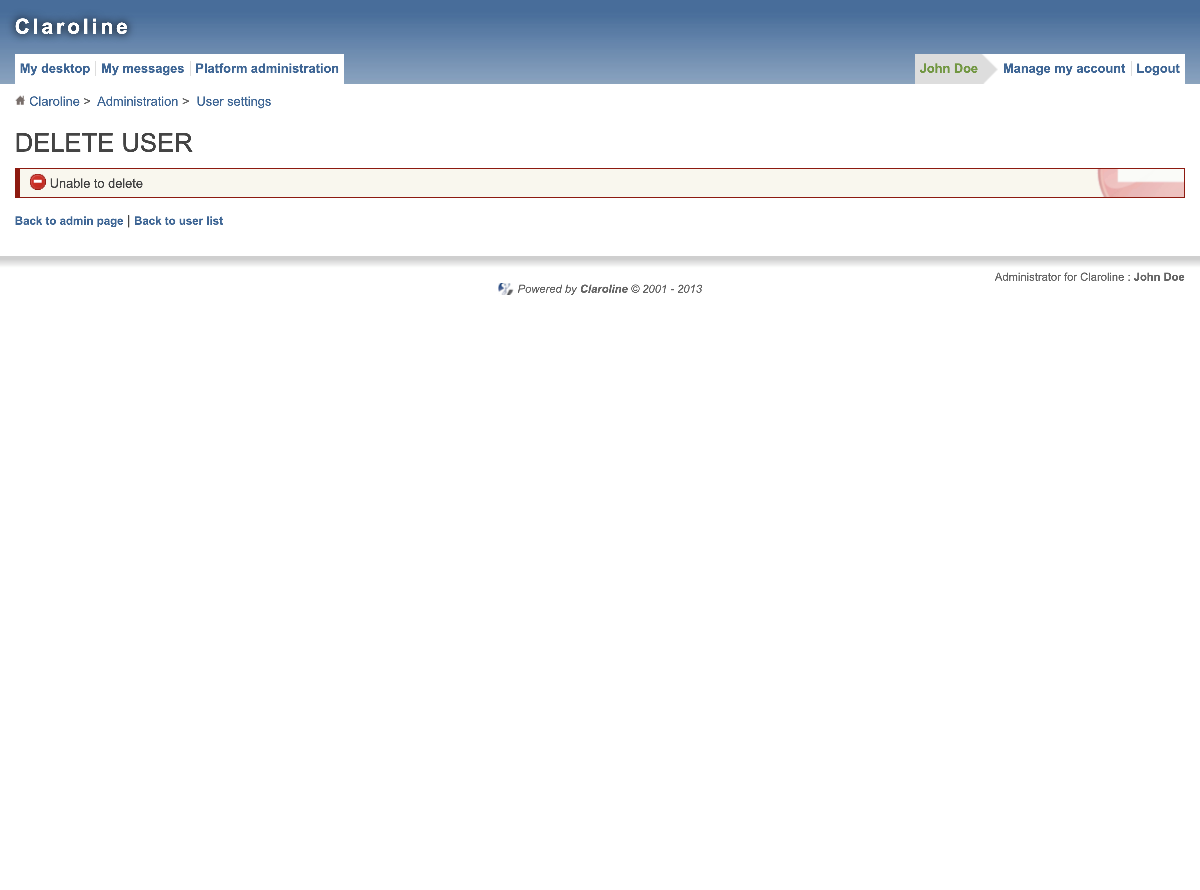 Claroline
My desktop My messages Platform administration John Doe Manage my account Logout
Claroline > Administration > User settings
DELETE USER
Unable to delete
Back to admin page | Back to user list
Administrator for Claroline : John Doe
Powered by Claroline © 2001 - 2013